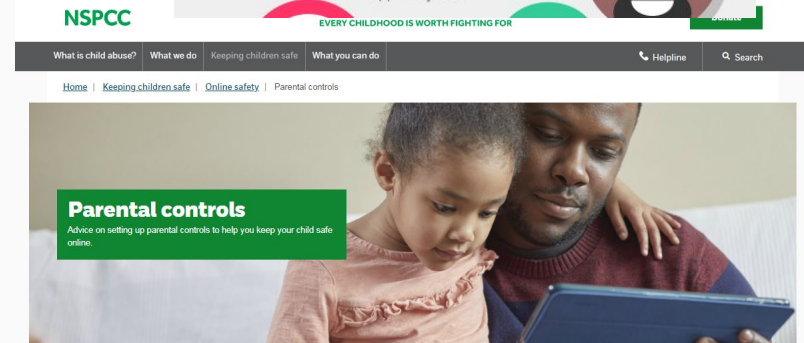 NSPCC
EVERY CHILDHOOD IS WORTH FIGHTING FOR
Donate
What is child abuse? What we do Keeping children safe What you can do Helpline Search
Home | Keeping children safe | Online safety | Parental controls
Parental controls
Advice on setting up parental controls to help you keep your child safe
online.